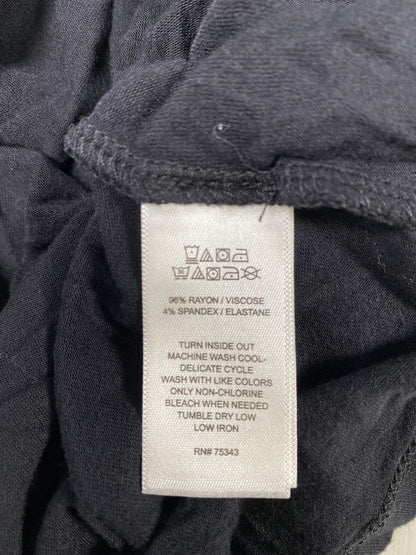 96% RAYON / VISCOSE
4% SPANDEX / ELASTANE
TURN INSIDE OUT
MACHINE WASH COOL-
DELICATE CYCLE
WASH WITH LIKE COLORS
ONLY NON-CHLORINE
BLEACH WHEN NEEDED
TUMBLE DRY LOW
LOW IRON
RN# 75343